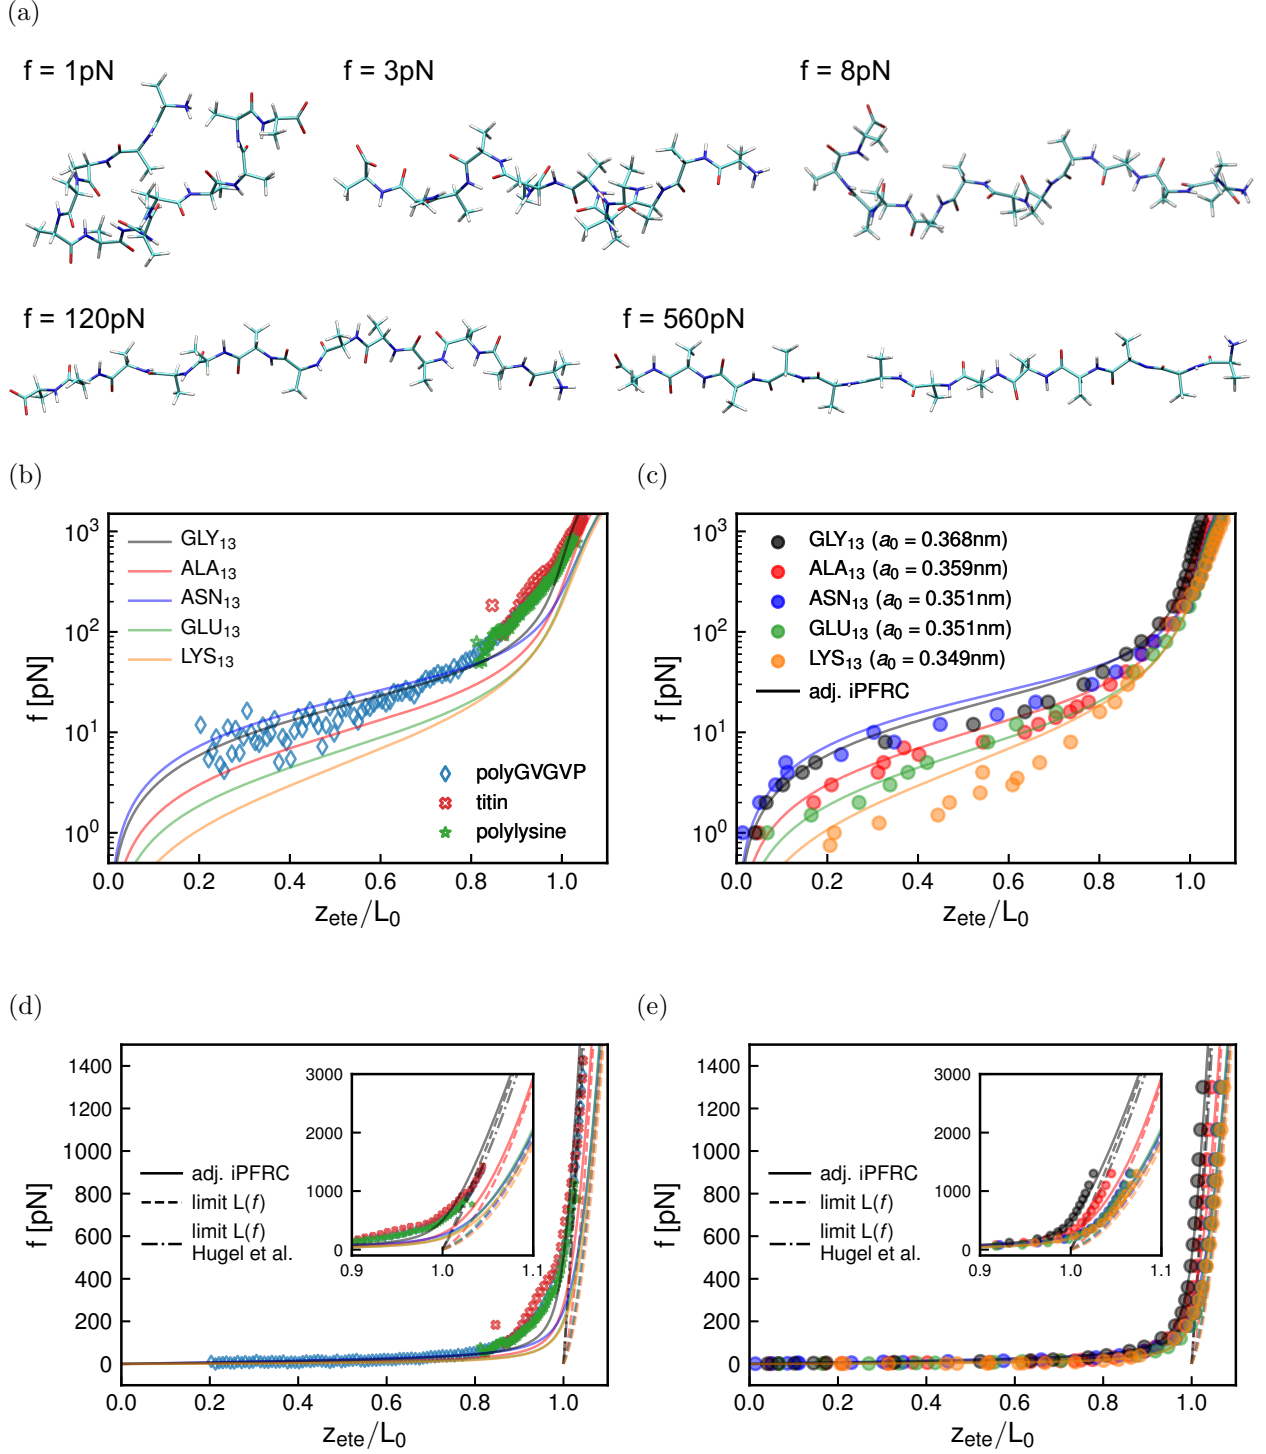 (a)
f = 1pN
f = 3pN
f = 8pN
f = 120pN
f = 560pN
(b)
10³
10²
10¹
10⁰
f [pN]
GLY₁₃
ALA₁₃
ASN₁₃
GLU₁₃
LYS₁₃
polyGVGVP
titin
polylysine
0.0 0.2 0.4 0.6 0.8 1.0
z_ete/L₀
(c)
10³
10²
10¹
10⁰
f [pN]
GLY₁₃ (a₀ = 0.368nm)
ALA₁₃ (a₀ = 0.359nm)
ASN₁₃ (a₀ = 0.351nm)
GLU₁₃ (a₀ = 0.351nm)
LYS₁₃ (a₀ = 0.349nm)
adj. iPFRC
0.0 0.2 0.4 0.6 0.8 1.0
z_ete/L₀
(d)
1400
1200
1000
800
600
400
200
0
f [pN]
adj. iPFRC
limit L(f)
limit L(f)
Hugel et al.
3000
2000
1000
0
0.9 1.0 1.1
0.0 0.2 0.4 0.6 0.8 1.0
z_ete/L₀
(e)
1400
1200
1000
800
600
400
200
0
f [pN]
adj. iPFRC
limit L(f)
limit L(f)
Hugel et al.
3000
2000
1000
0
0.9 1.0 1.1
0.0 0.2 0.4 0.6 0.8 1.0
z_ete/L₀